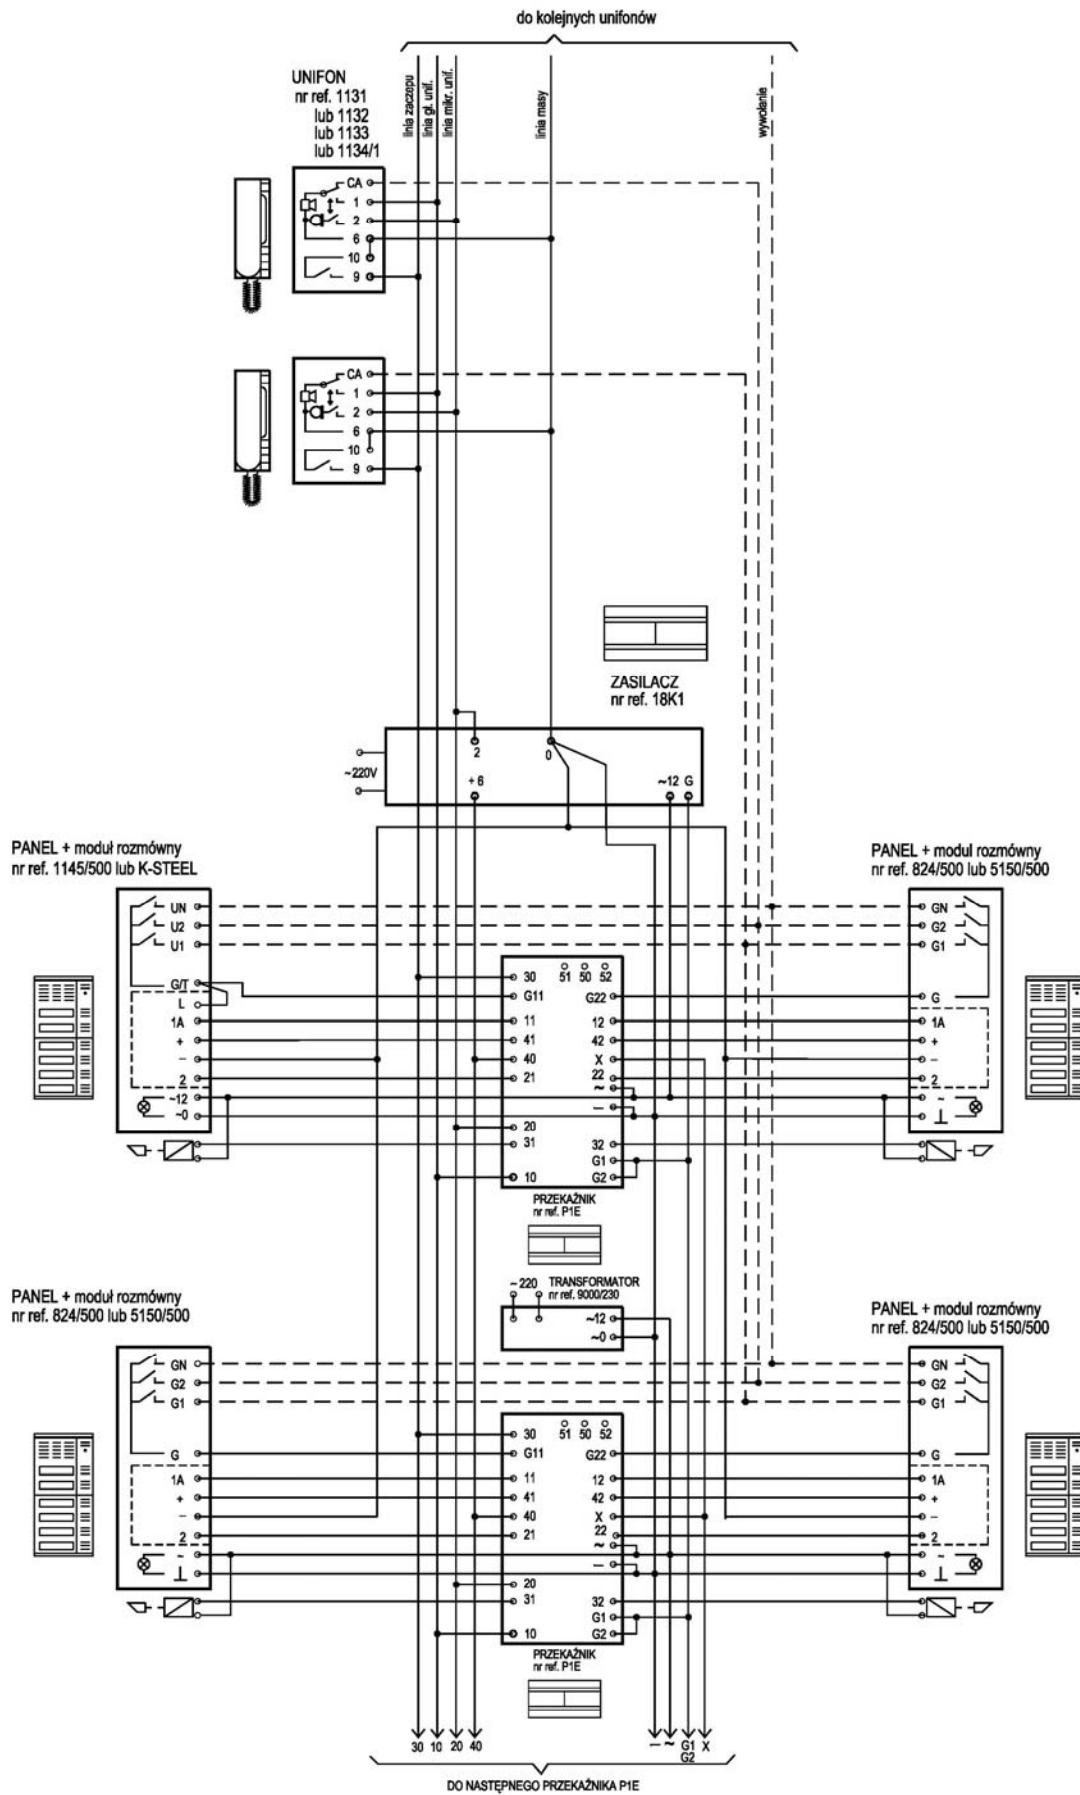 do kolejnych unifonów
UNIFON
nr ref. 1131
lub 1132
lub 1133
lub 1134/1
linia zaczepu
linia gł. unif.
linia mikr. unif.
linia masy
wywołanie
CA
1
2
6
10
9
CA
1
2
6
10
9
ZASILACZ
nr ref. 18K1
~220V
2
0
+6
~12 G
PANEL + moduł rozmówny
nr ref. 1145/500 lub K-STEEL
UN
U2
U1
G/T
L
1A
+
–
2
~12
~0
30
G11
11
41
40
21
20
31
10
51 50 52
G22
12
42
X
22
~
–
32
G1
G2
PRZEKAŹNIK
nr ref. P1E
PANEL + moduł rozmówny
nr ref. 824/500 lub 5150/500
GN
G2
G1
G
1A
+
–
2
~
⊥
~220
TRANSFORMATOR
nr ref. 9000/230
~12
~0
PANEL + moduł rozmówny
nr ref. 824/500 lub 5150/500
GN
G2
G1
G
1A
+
–
2
~
⊥
30
G11
11
41
40
21
20
31
10
51 50 52
G22
12
42
X
22
~
–
32
G1
G2
PRZEKAŹNIK
nr ref. P1E
PANEL + moduł rozmówny
nr ref. 824/500 lub 5150/500
GN
G2
G1
G
1A
+
–
2
~
⊥
30 10 20 40
– ~ G1 X
G2
DO NASTĘPNEGO PRZEKAŹNIKA P1E